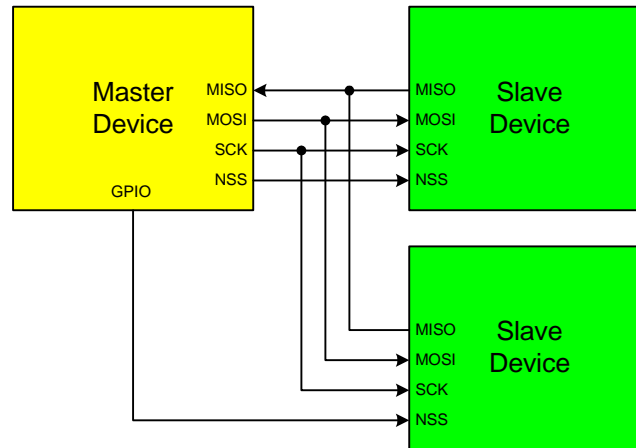 Master
Device
MISO
MOSI
SCK
NSS
GPIO
MISO
MOSI
SCK
NSS
Slave
Device
MISO
MOSI
SCK
NSS
Slave
Device